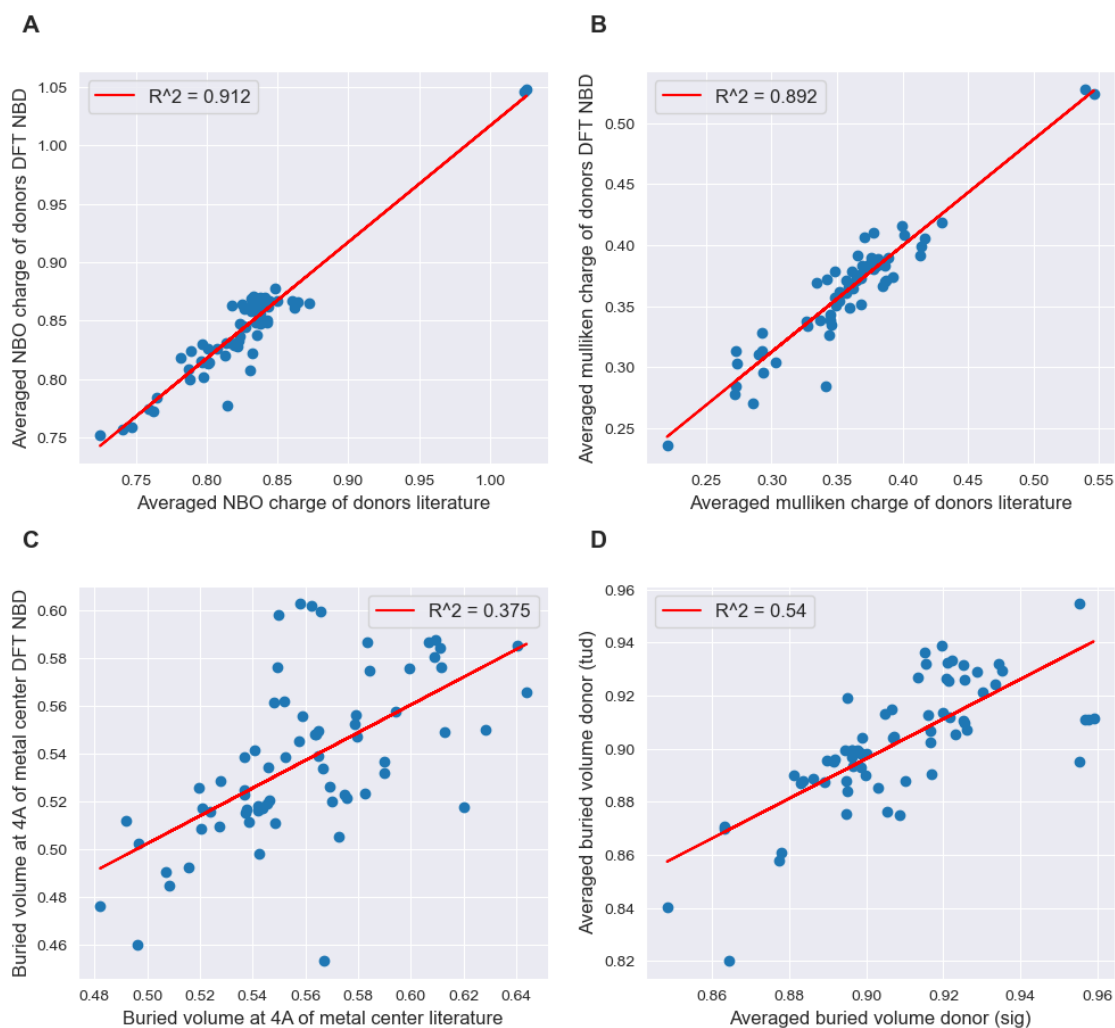 A
R^2 = 0.912
Averaged NBO charge of donors DFT NBD
1.05
1.00
0.95
0.90
0.85
0.80
0.75
0.75 0.80 0.85 0.90 0.95 1.00
Averaged NBO charge of donors literature
B
R^2 = 0.892
Averaged mulliken charge of donors DFT NBD
0.50
0.45
0.40
0.35
0.30
0.25
0.25 0.30 0.35 0.40 0.45 0.50 0.55
Averaged mulliken charge of donors literature
C
R^2 = 0.375
Buried volume at 4A of metal center DFT NBD
0.60
0.58
0.56
0.54
0.52
0.50
0.48
0.46
0.48 0.50 0.52 0.54 0.56 0.58 0.60 0.62 0.64
Buried volume at 4A of metal center literature
D
R^2 = 0.54
Averaged buried volume donor (tud)
0.96
0.94
0.92
0.90
0.88
0.86
0.84
0.82
0.86 0.88 0.90 0.92 0.94 0.96
Averaged buried volume donor (sig)